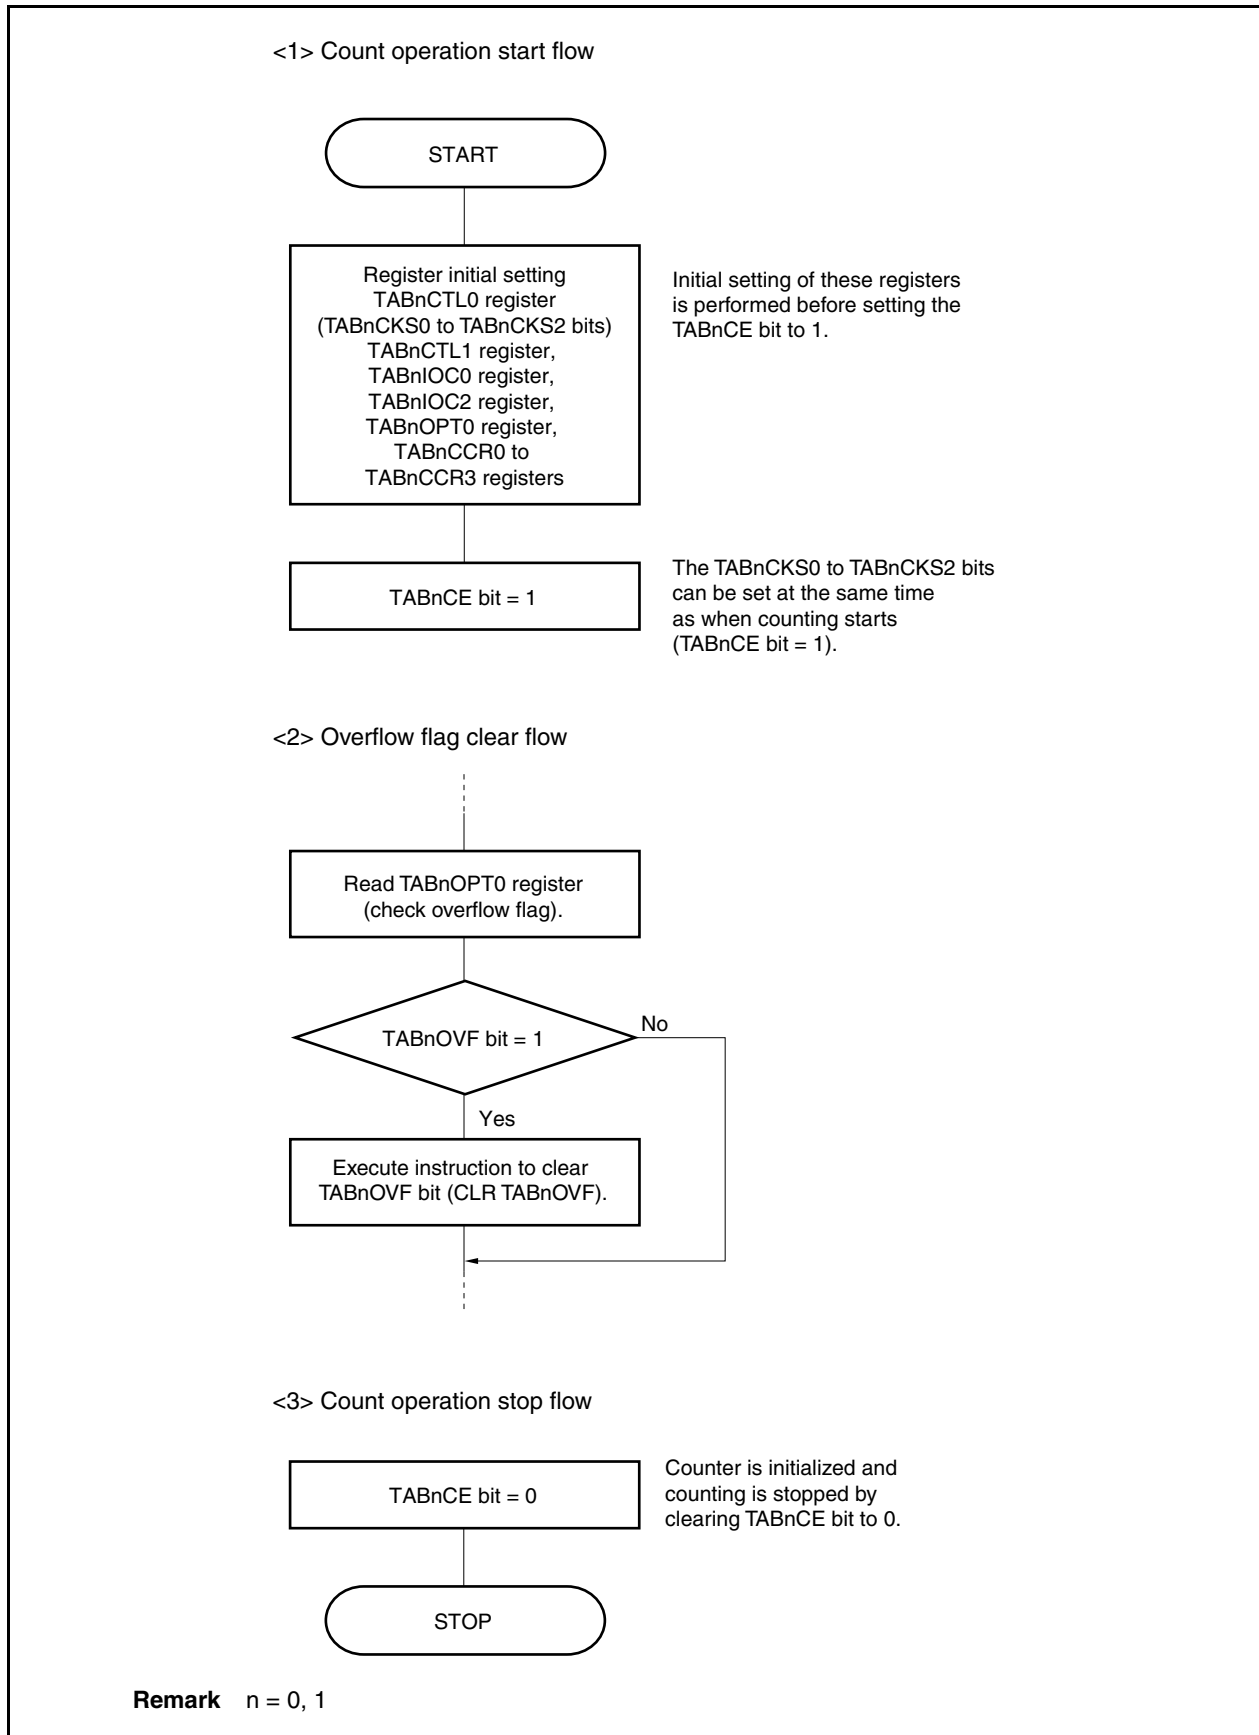 <1> Count operation start flow
START
Register initial setting
TABnCTL0 register
(TABnCKS0 to TABnCKS2 bits)
TABnCTL1 register,
TABnIOC0 register,
TABnIOC2 register,
TABnOPT0 register,
TABnCCR0 to
TABnCCR3 registers
Initial setting of these registers
is performed before setting the
TABnCE bit to 1.
TABnCE bit = 1
The TABnCKS0 to TABnCKS2 bits
can be set at the same time
as when counting starts
(TABnCE bit = 1).
<2> Overflow flag clear flow
Read TABnOPT0 register
(check overflow flag).
TABnOVF bit = 1
No
Yes
Execute instruction to clear
TABnOVF bit (CLR TABnOVF).
<3> Count operation stop flow
TABnCE bit = 0
Counter is initialized and
counting is stopped by
clearing TABnCE bit to 0.
STOP
Remark n = 0, 1